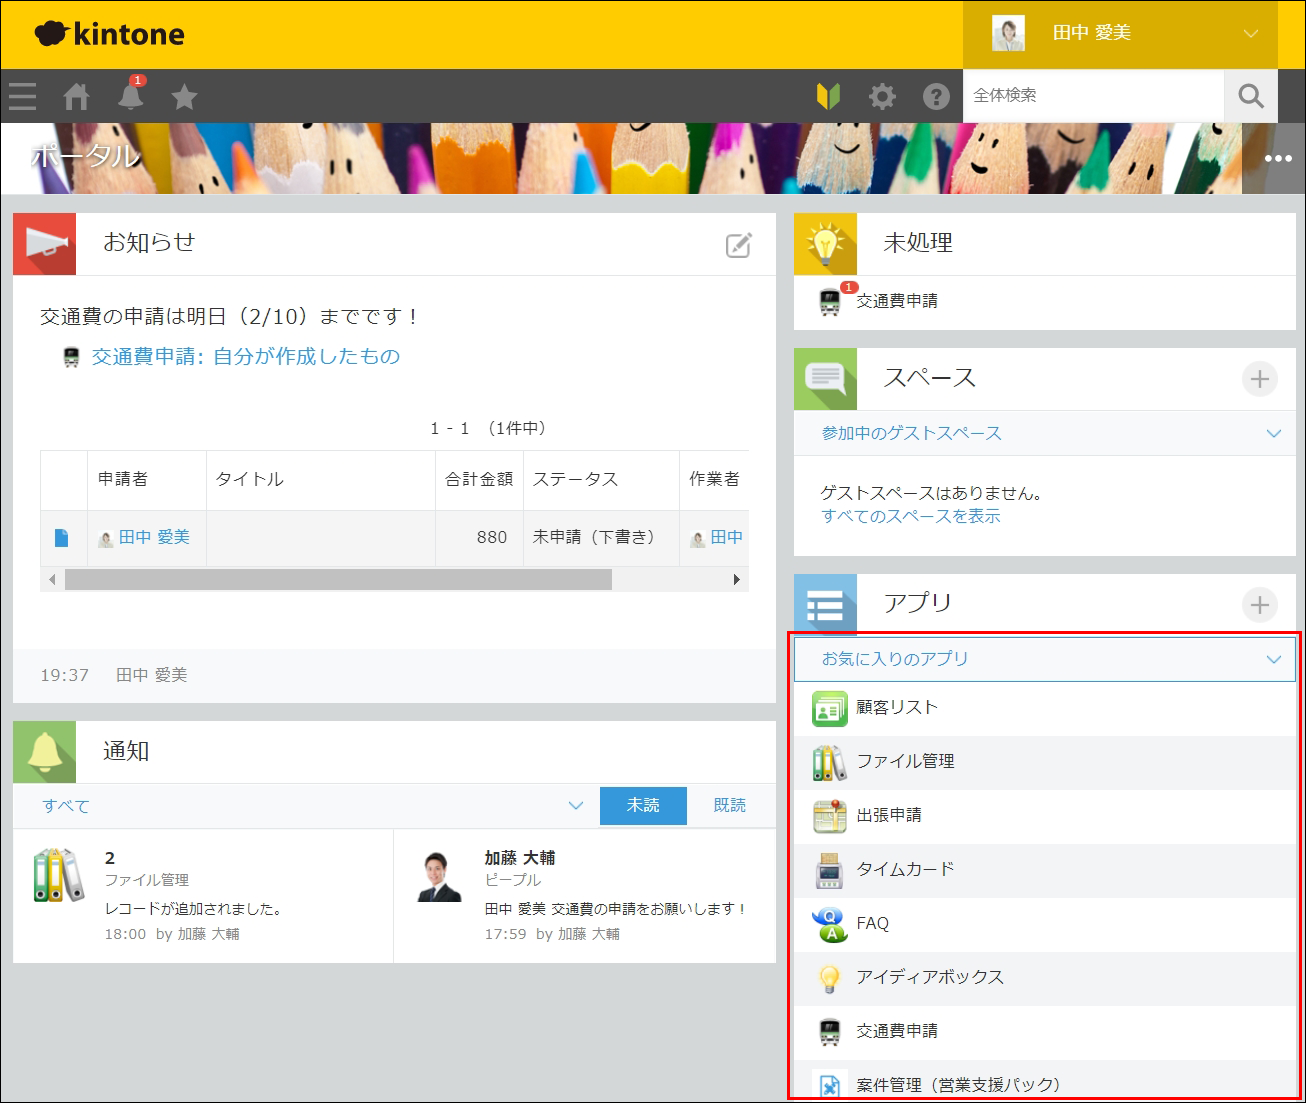 kintone
田中 愛美
1
全体検索
ポータル
お知らせ
交通費の申請は明日（2/10）までです！
交通費申請: 自分が作成したもの
1 - 1 （1件中）
申請者 タイトル 合計金額 ステータス 作業者
田中 愛美 880 未申請（下書き） 田中
19:37 田中 愛美
通知
すべて 未読 既読
2
ファイル管理
レコードが追加されました。
18:00 by 加藤 大輔
加藤 大輔
ピープル
田中 愛美 交通費の申請をお願いします！
17:59 by 加藤 大輔
未処理
1
交通費申請
スペース
参加中のゲストスペース
ゲストスペースはありません。
すべてのスペースを表示
アプリ
お気に入りのアプリ
顧客リスト
ファイル管理
出張申請
タイムカード
Q
A
FAQ
アイディアボックス
交通費申請
案件管理（営業支援パック）